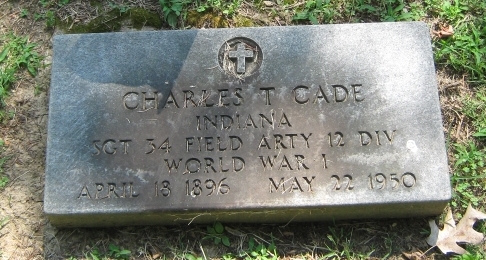 CHARLES T CADE
INDIANA
SGT 34 FIELD ARTY 12 DIV
WORLD WAR I
APRIL 18 1896 MAY 22 1950